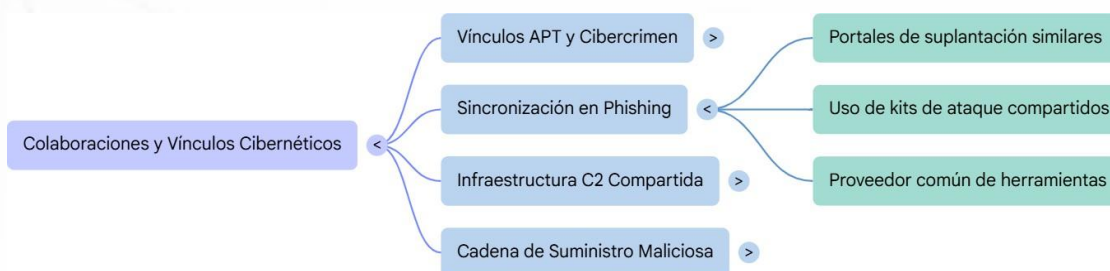 Colaboraciones y Vínculos Cibernéticos
<
Vínculos APT y Cibercrimen
>
Sincronización en Phishing
<
Infraestructura C2 Compartida
>
Cadena de Suministro Maliciosa
>
Portales de suplantación similares
Uso de kits de ataque compartidos
Proveedor común de herramientas